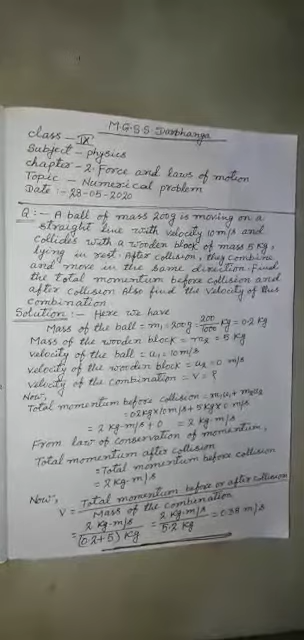 M.G.S.S Darbhanga
class - IX
Subject - physics
chapter - 2. Force and laws of motion
Topic - Numerical problem
Date :- 28-05-2020
Q:- A ball of mass 200g is moving on a
straight line with velocity 10 m/s and
collides with a wooden block of mass 5 Kg,
lying in rest. After collision, they combine
and move in the same direction. Find
the total momentum before collision and
after collision Also find the velocity of this
combination.
Solution :- Here we have
Mass of the ball = m₁ = 200g = 200/1000 Kg = 0.2 Kg
Mass of the wooden block = m₂ = 5 Kg
velocity of the ball = u₁ = 10 m/s
velocity of the wooden block = u₂ = 0 m/s
velocity of the combination = V = ?
Now,
Total momentum before collision = m₁u₁ + m₂u₂
= 0.2 Kg x 10 m/s + 5 Kg x 0 m/s
= 2 Kg·m/s + 0 = 2 Kg·m/s
From law of conservation of momentum,
Total momentum after collision
= Total momentum before collision
= 2 Kg·m/s
Now,
V = Total momentum before or after collision / Mass of the combination
= 2 Kg·m/s / (0.2+5) Kg = 2 Kg·m/s / 5.2 Kg = 0.38 m/s